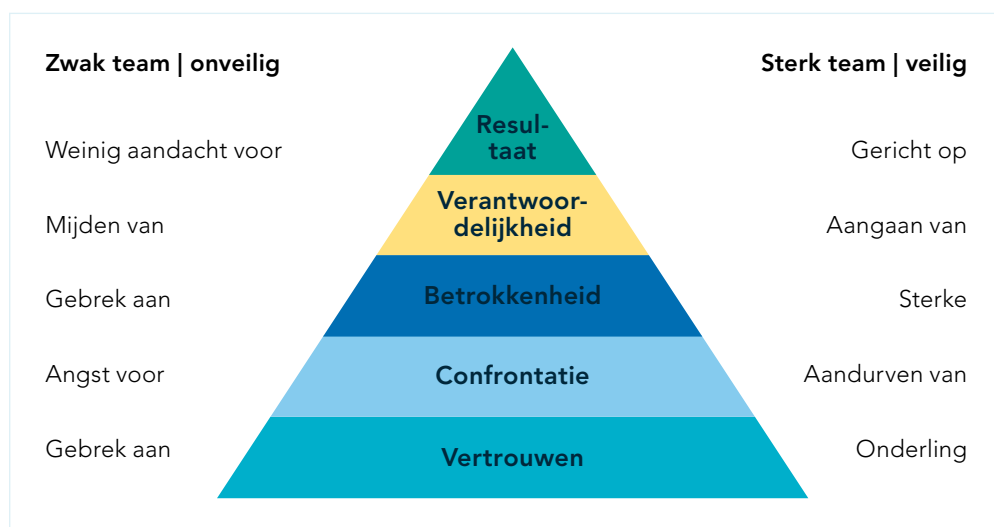 Zwak team | onveilig
Sterk team | veilig
Weinig aandacht voor
Resul-
taat
Gericht op
Mijden van
Verantwoor-
delijkheid
Aangaan van
Gebrek aan
Betrokkenheid
Sterke
Angst voor
Confrontatie
Aandurven van
Gebrek aan
Vertrouwen
Onderling